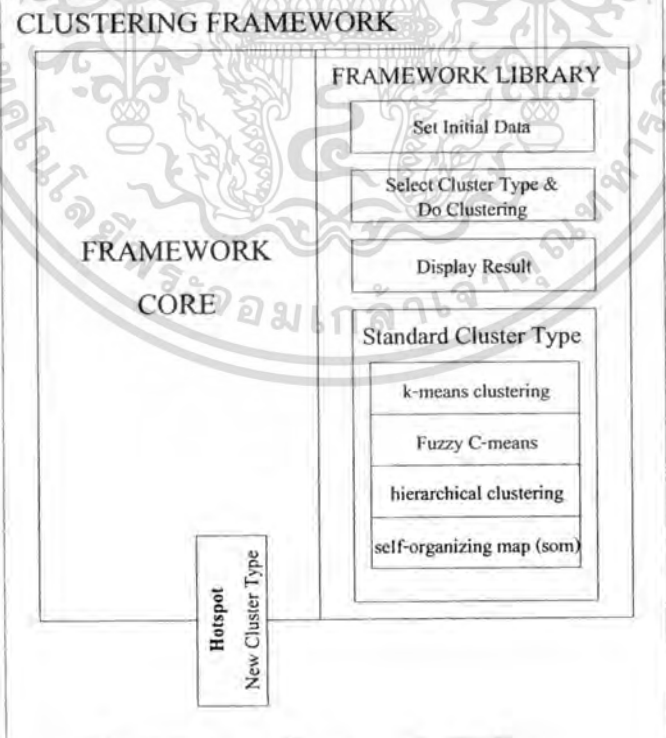 CLUSTERING FRAMEWORK
FRAMEWORK
CORE
FRAMEWORK LIBRARY
Set Initial Data
Select Cluster Type &
Do Clustering
Display Result
Standard Cluster Type
k-means clustering
Fuzzy C-means
hierarchical clustering
self-organizing map (som)
Hotspot
New Cluster Type